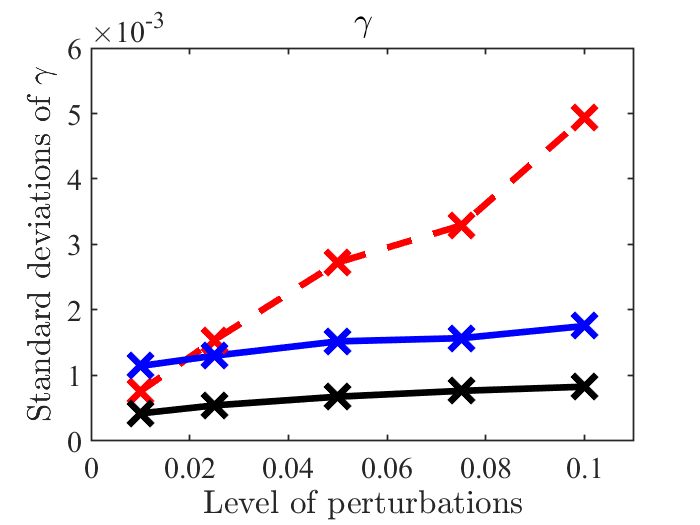 ×10-3
γ
Standard deviations of γ
6
5
4
3
2
1
0
0 0.02 0.04 0.06 0.08 0.1
Level of perturbations